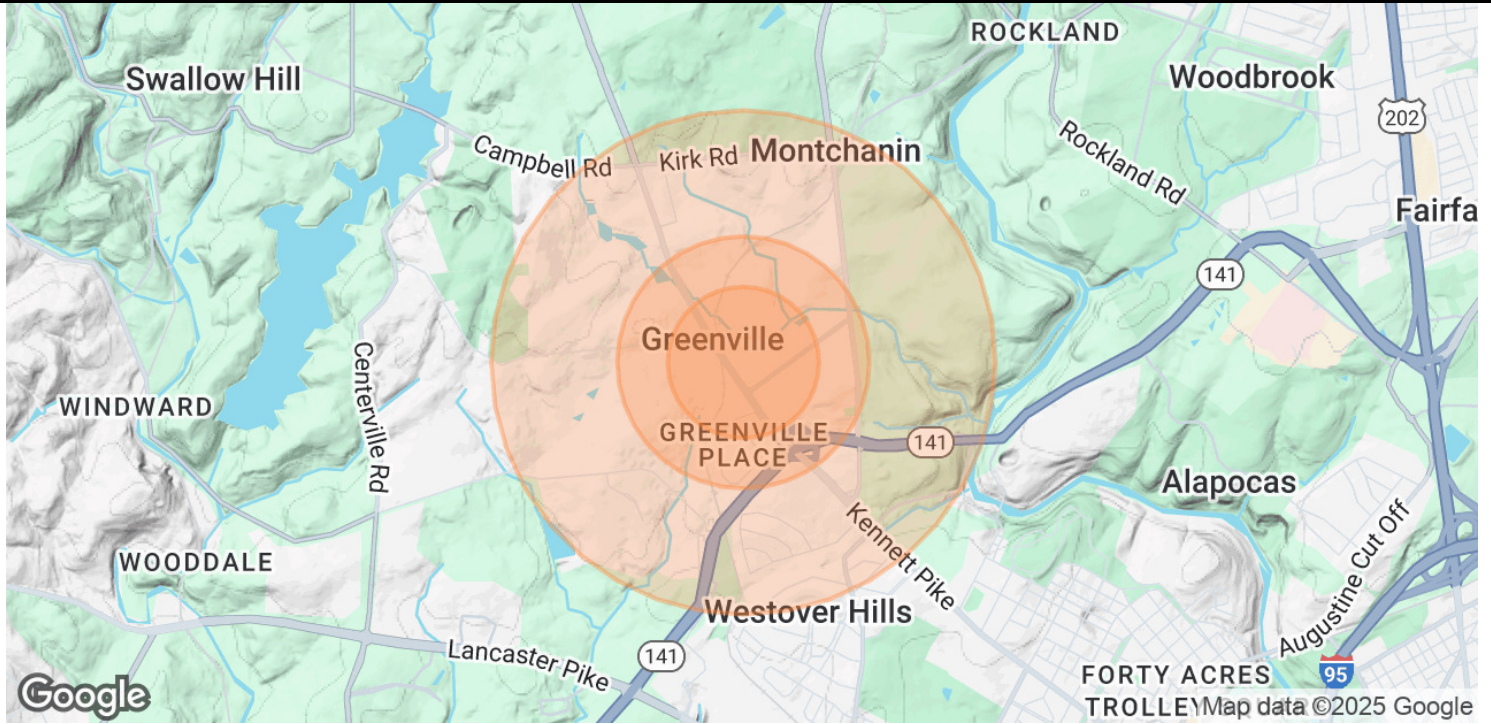 ROCKLAND
Swallow Hill
Woodbrook
202
Campbell Rd
Kirk Rd
Montchanin
Rockland Rd
Fairfa
141
Greenville
Centerville Rd
WINDWARD
GREENVILLE
PLACE
141
Alapocas
Kennett Pike
Augustine Cut Off
WOODDALE
Westover Hills
Lancaster Pike
141
FORTY ACRES
95
TROLLEY
Google
Map data ©2025 Google